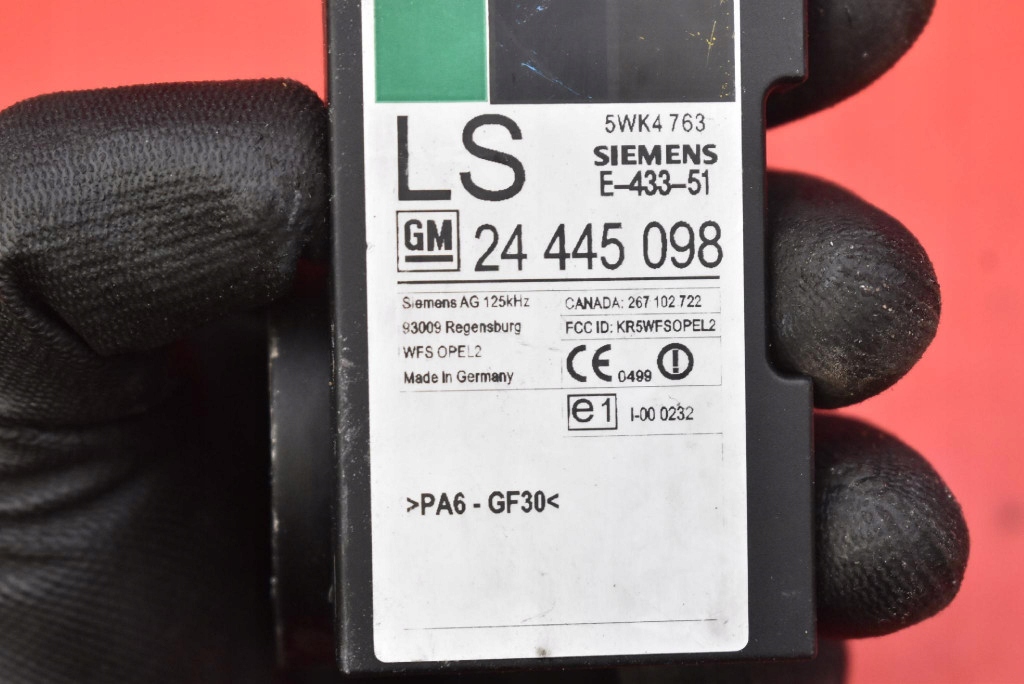 LS
5WK4 763
SIEMENS
E-433-51
GM 24 445 098
Siemens AG 125kHz
93009 Regensburg
WFS OPEL2
Made in Germany
CANADA: 267 102 722
FCC ID: KR5WFSOPEL2
CE 0499
e1 I-00 0232
>PA6 - GF30<